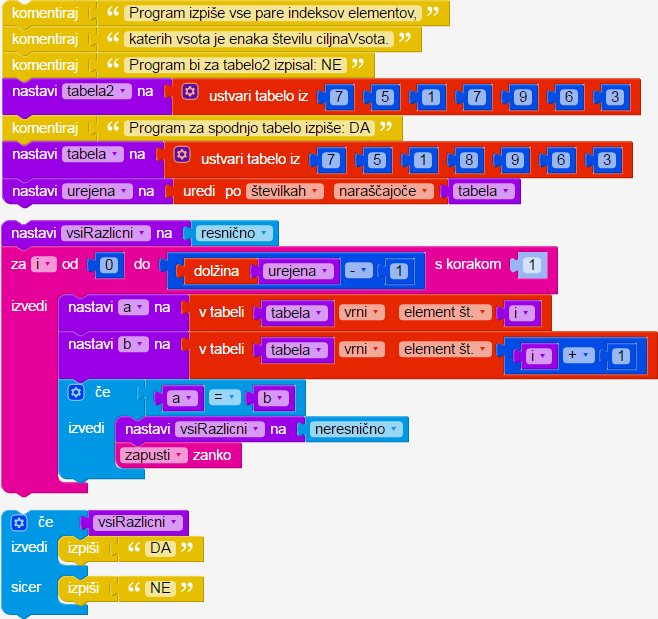 komentiraj “ Program izpiše vse pare indeksov elementov, ”
komentiraj “ katerih vsota je enaka številu ciljnaVsota. ”
komentiraj “ Program bi za tabelo2 izpisal: NE ”
nastavi tabela2 na ustvari tabelo iz 7 5 1 7 9 6 3
komentiraj “ Program za spodnjo tabelo izpiše: DA ”
nastavi tabela na ustvari tabelo iz 7 5 1 8 9 6 3
nastavi urejena na uredi po številkah naraščajoče tabela
nastavi vsiRazlicni na resnično
za i od 0 do dolžina urejena - 1 s korakom 1
izvedi nastavi a na v tabeli tabela vrni element št. i
nastavi b na v tabeli tabela vrni element št. i + 1
če a = b
izvedi nastavi vsiRazlicni na neresnično
zapusti zanko
če vsiRazlicni
izvedi izpiši “ DA ”
sicer izpiši “ NE ”